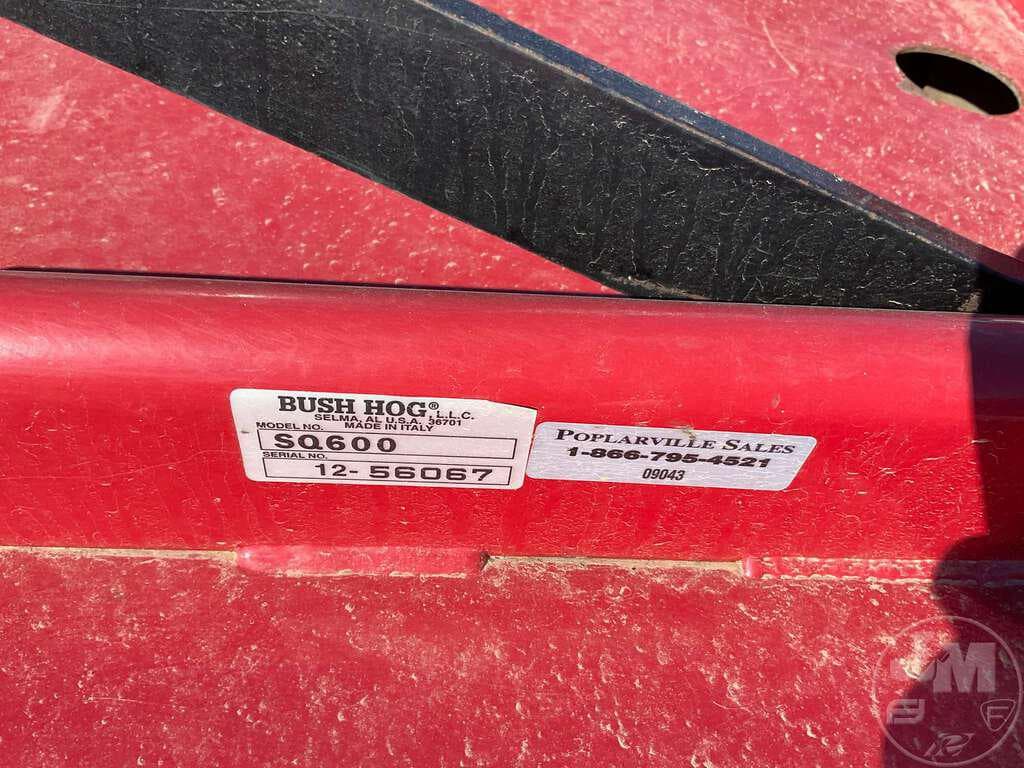 BUSH HOG®, L.L.C.
SELMA, AL U.S.A. 36701
MADE IN ITALY
MODEL NO.
SQ600
SERIAL NO.
12- 56067
POPLARVILLE SALES
1-866-795-4521
09043
JM